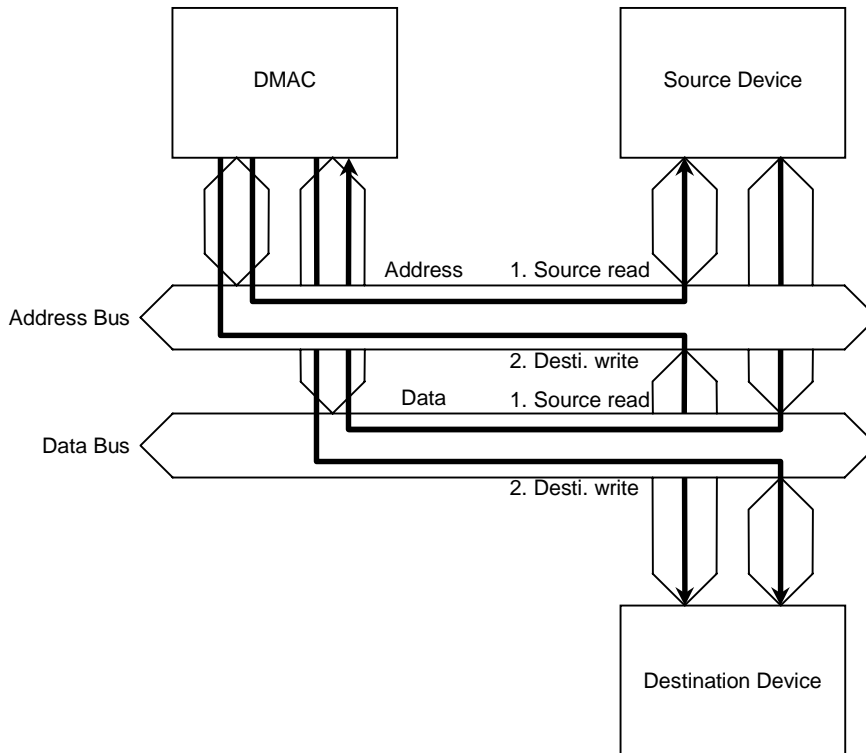 DMAC
Source Device
Address
1. Source read
Address Bus
2. Desti. write
Data
1. Source read
Data Bus
2. Desti. write
Destination Device